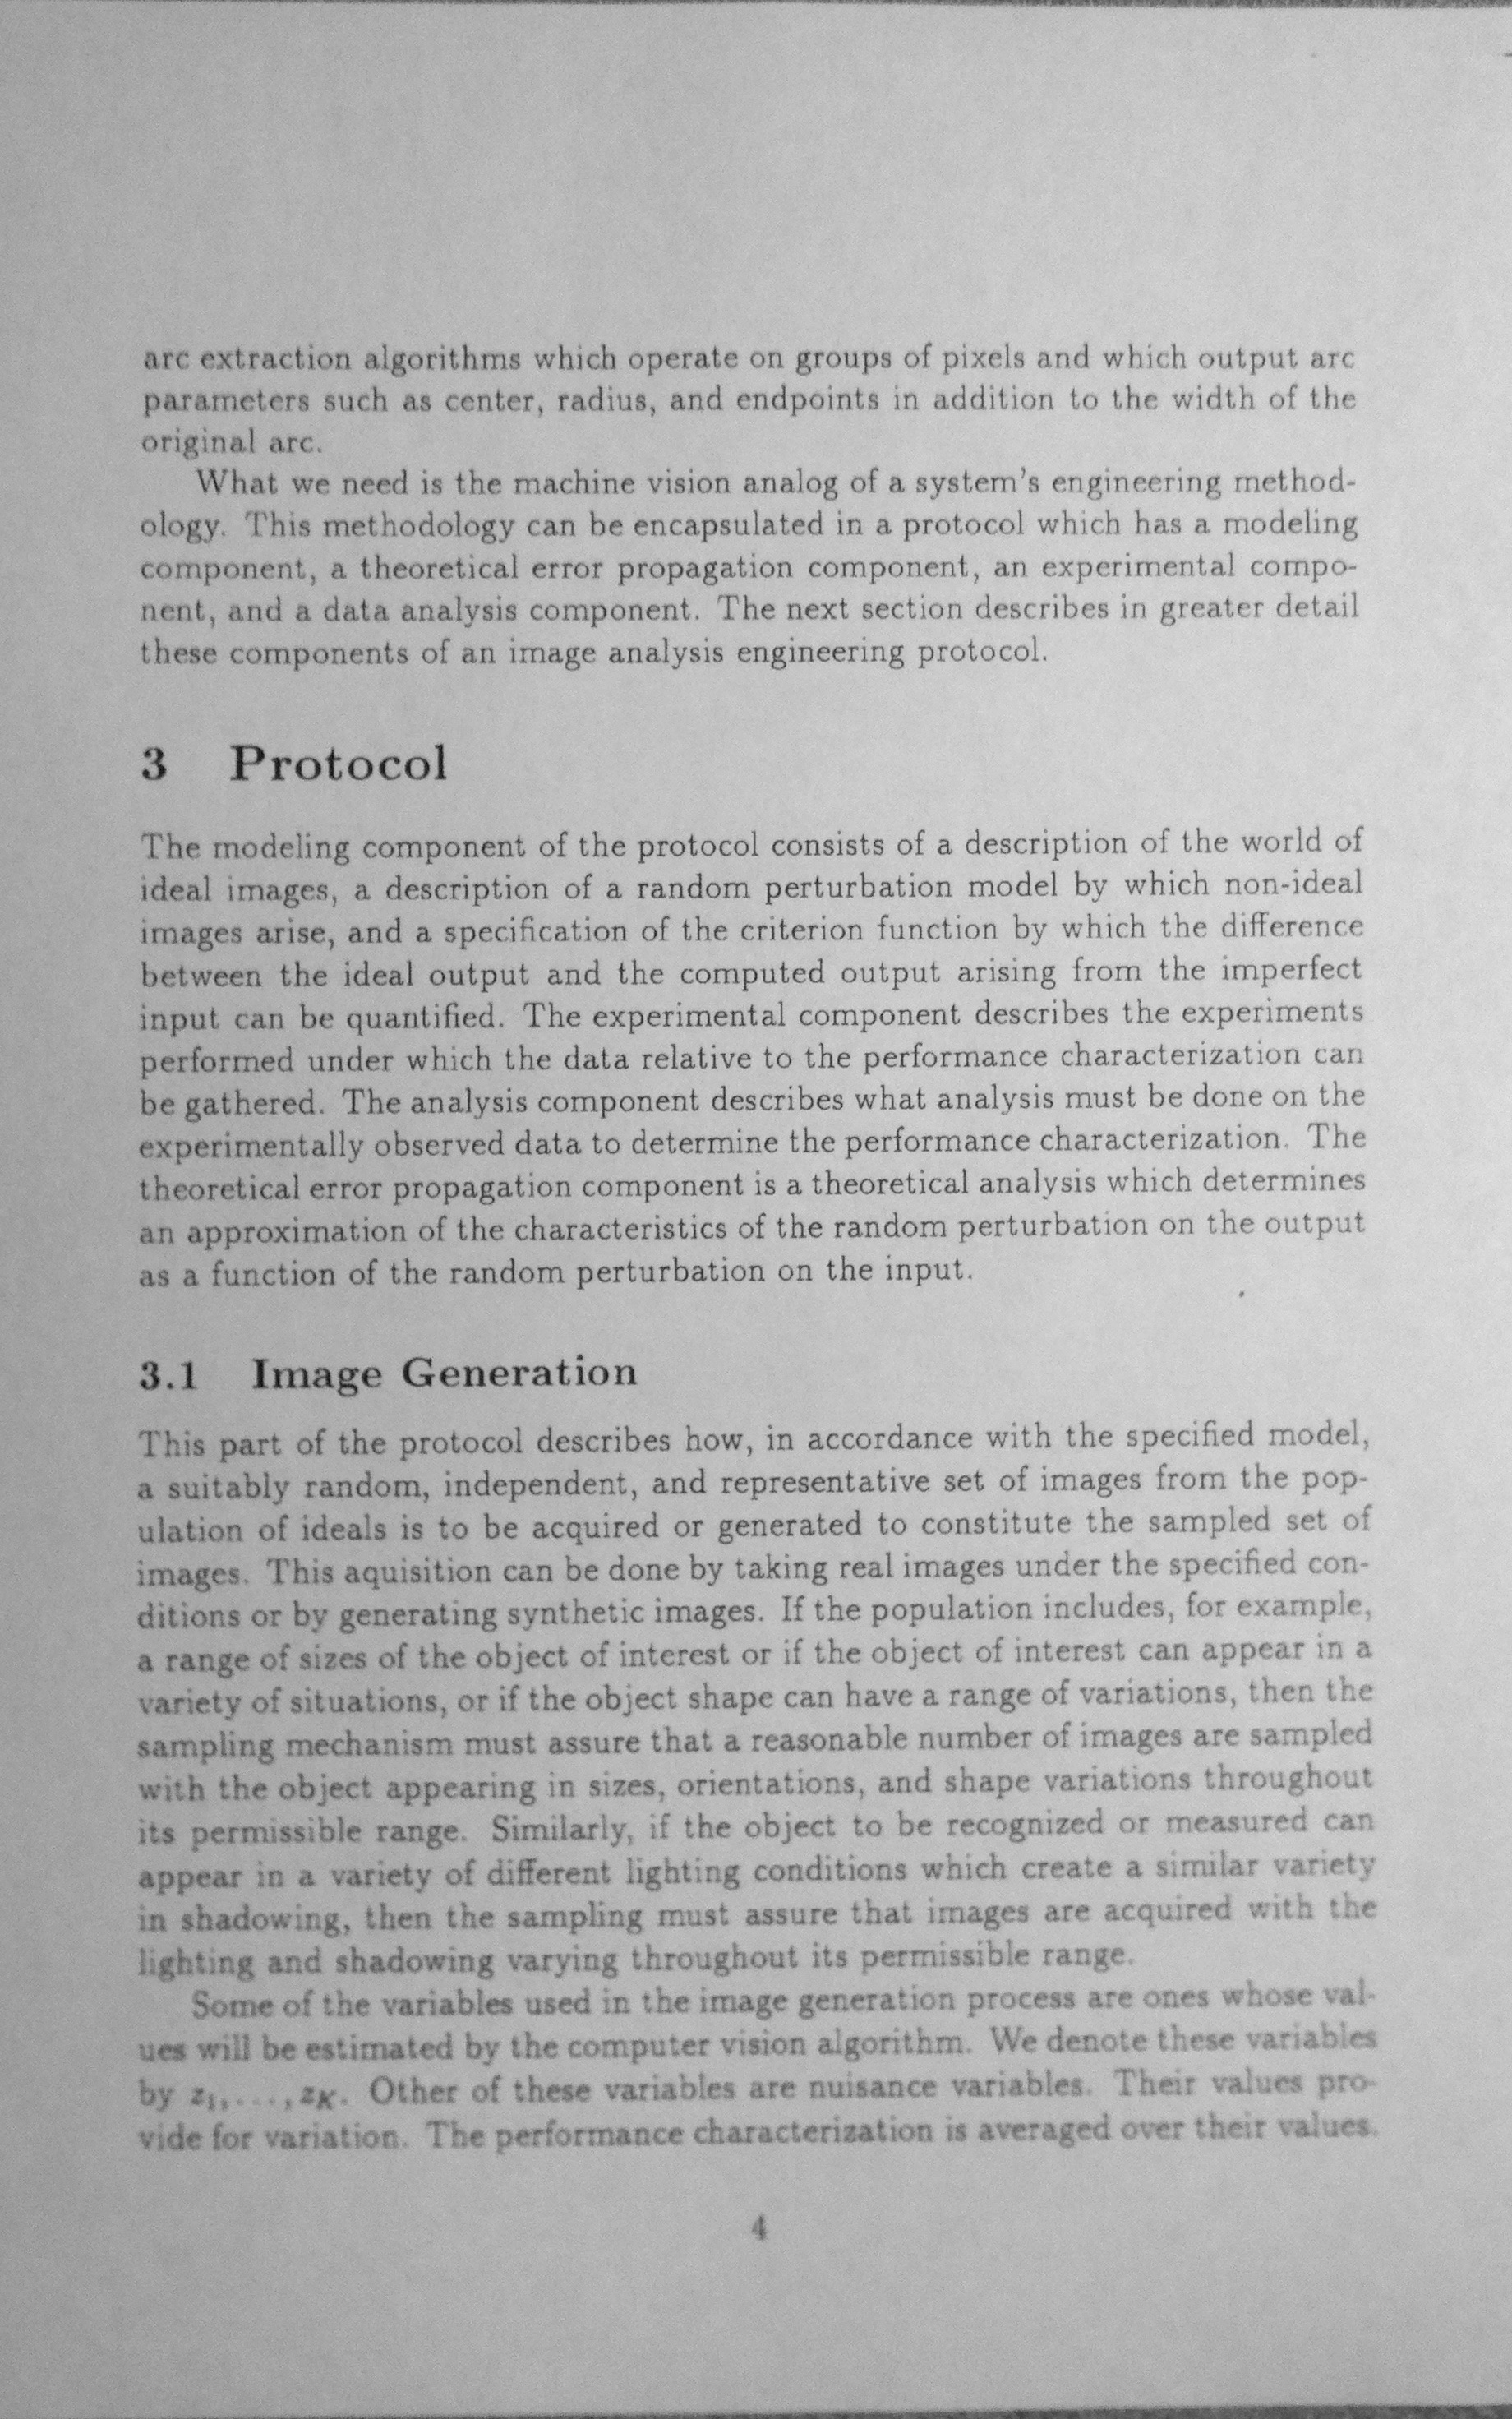 arc extraction algorithms which operate on groups of pixels and which output arc
parameters such as center, radius, and endpoints in addition to the width of the
original arc.
What we need is the machine vision analog of a system's engineering method-
ology. This methodology can be encapsulated in a protocol which has a modeling
component, a theoretical error propagation component, an experimental compo-
nent, and a data analysis component. The next section describes in greater detail
these components of an image analysis engineering protocol.
3 Protocol
The modeling component of the protocol consists of a description of the world of
ideal images, a description of a random perturbation model by which non-ideal
images arise, and a specification of the criterion function by which the difference
between the ideal output and the computed output arising from the imperfect
input can be quantified. The experimental component describes the experiments
performed under which the data relative to the performance characterization can
be gathered. The analysis component describes what analysis must be done on the
experimentally observed data to determine the performance characterization. The
theoretical error propagation component is a theoretical analysis which determines
an approximation of the characteristics of the random perturbation on the output
as a function of the random perturbation on the input.
3.1 Image Generation
This part of the protocol describes how, in accordance with the specified model,
a suitably random, independent, and representative set of images from the pop-
ulation of ideals is to be acquired or generated to constitute the sampled set of
images. This aquisition can be done by taking real images under the specified con-
ditions or by generating synthetic images. If the population includes, for example,
a range of sizes of the object of interest or if the object of interest can appear in a
variety of situations, or if the object shape can have a range of variations, then the
sampling mechanism must assure that a reasonable number of images are sampled
with the object appearing in sizes, orientations, and shape variations throughout
its permissible range. Similarly, if the object to be recognized or measured can
appear in a variety of different lighting conditions which create a similar variety
in shadowing, then the sampling must assure that images are acquired with the
lighting and shadowing varying throughout its permissible range.
Some of the variables used in the image generation process are ones whose val-
ues will be estimated by the computer vision algorithm. We denote these variables
by z₁, . . . , z_K. Other of these variables are nuisance variables. Their values pro-
vide for variation. The performance characterization is averaged over their values.
4